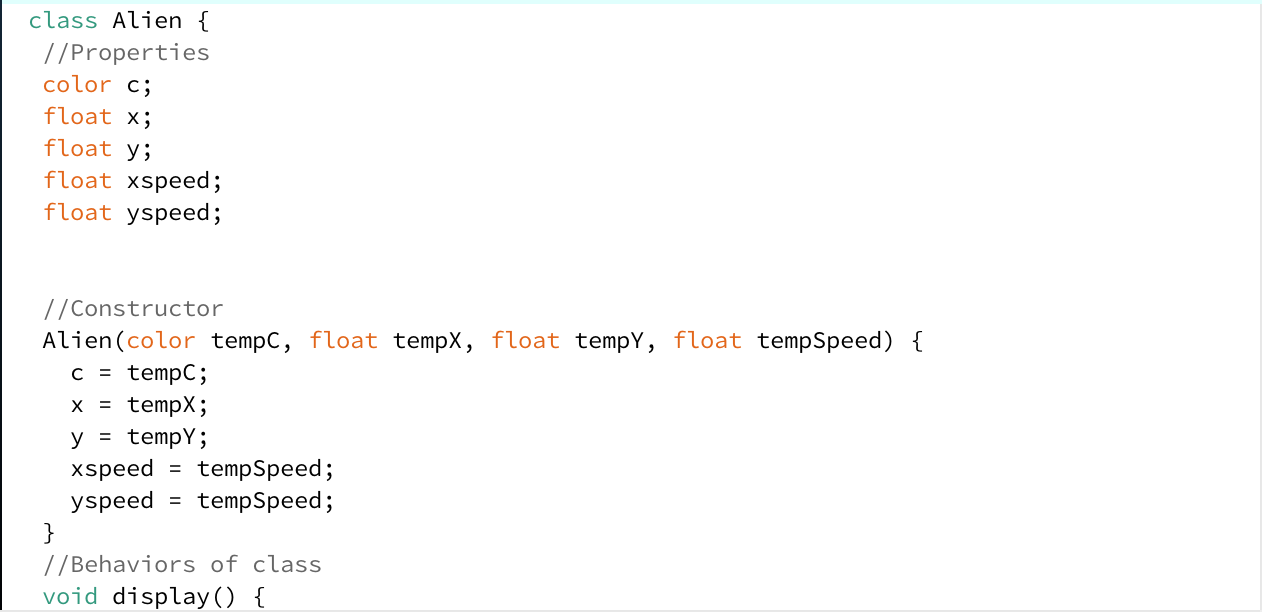 class Alien {
//Properties
color c;
float x;
float y;
float xspeed;
float yspeed;
//Constructor
Alien(color tempC, float tempX, float tempY, float tempSpeed) {
c = tempC;
x = tempX;
y = tempY;
xspeed = tempSpeed;
yspeed = tempSpeed;
}
//Behaviors of class
void display() {